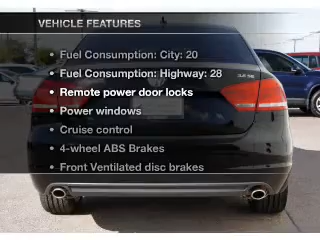 VEHICLE FEATURES
• Fuel Consumption: City: 20
• Fuel Consumption: Highway: 28
• Remote power door locks
• Power windows
• Cruise control
• 4-wheel ABS Brakes
• Front Ventilated disc brakes